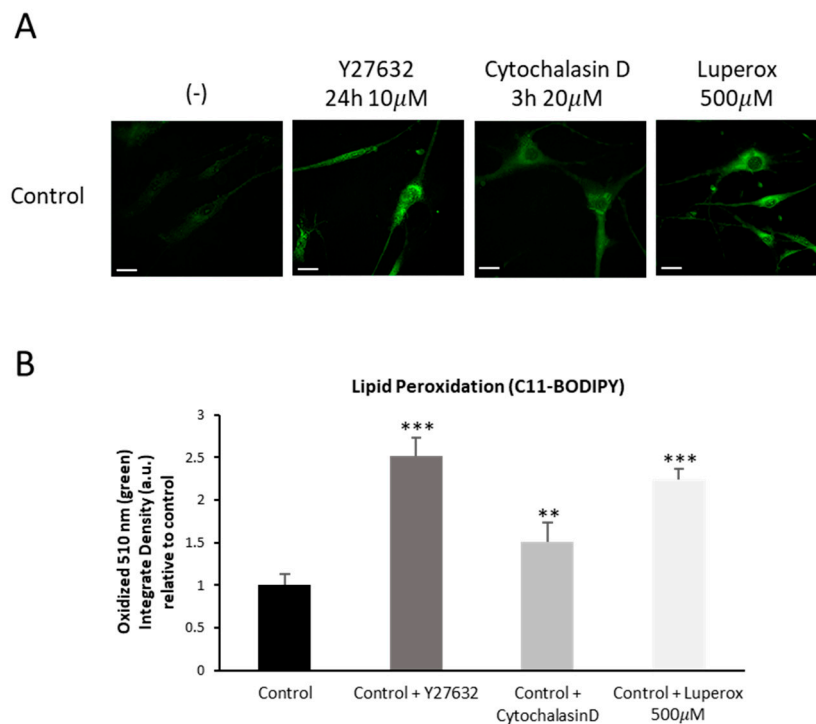 A
(-)
Y27632
24h 10μM
Cytochalasin D
3h 20μM
Luperox
500μM
Control
B
Lipid Peroxidation (C11-BODIPY)
Oxidized 510 nm (green)
Integrate Density (a.u.)
relative to control
3
2.5
2
1.5
1
0.5
0
***
**
***
Control
Control + Y27632
Control +
CytochalasinD
Control + Luperox
500μM